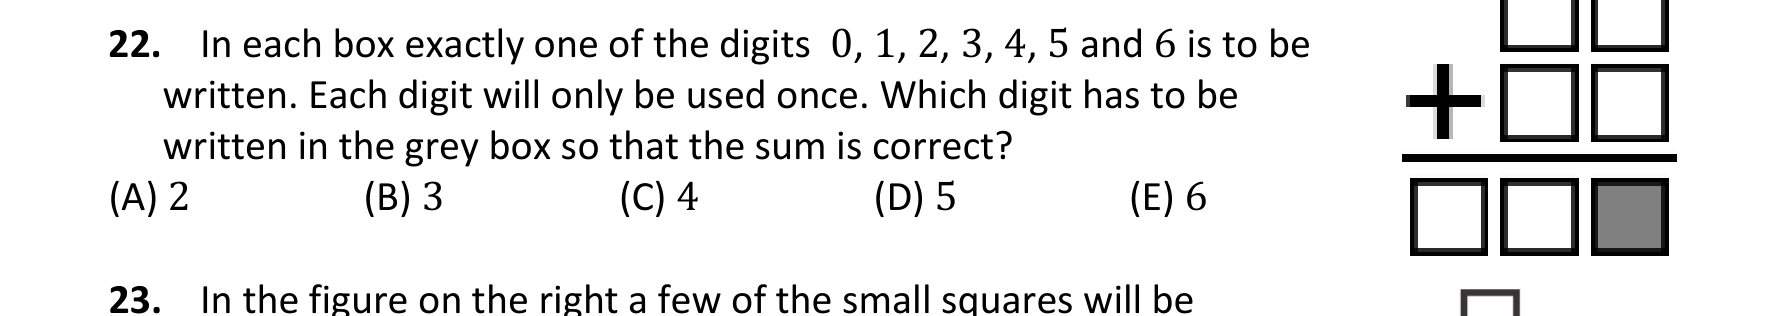 22. In each box exactly one of the digits 0, 1, 2, 3, 4, 5 and 6 is to be
written. Each digit will only be used once. Which digit has to be
written in the grey box so that the sum is correct?
(A) 2 (B) 3 (C) 4 (D) 5 (E) 6
+
23. In the figure on the right a few of the small squares will be